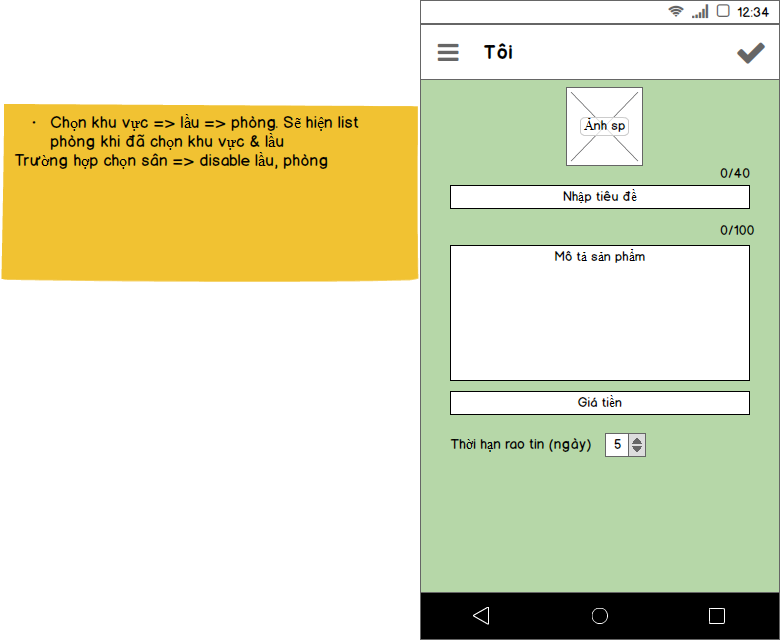 12:34
Tôi
• Chọn khu vực => lầu => phòng. Sẽ hiện list
phòng khi đã chọn khu vực & lầu
Trường hợp chọn sân => disable lầu, phòng
Ảnh sp
0/40
Nhập tiêu đề
0/100
Mô tả sản phẩm
Giá tiền
Thời hạn rao tin (ngày) 5